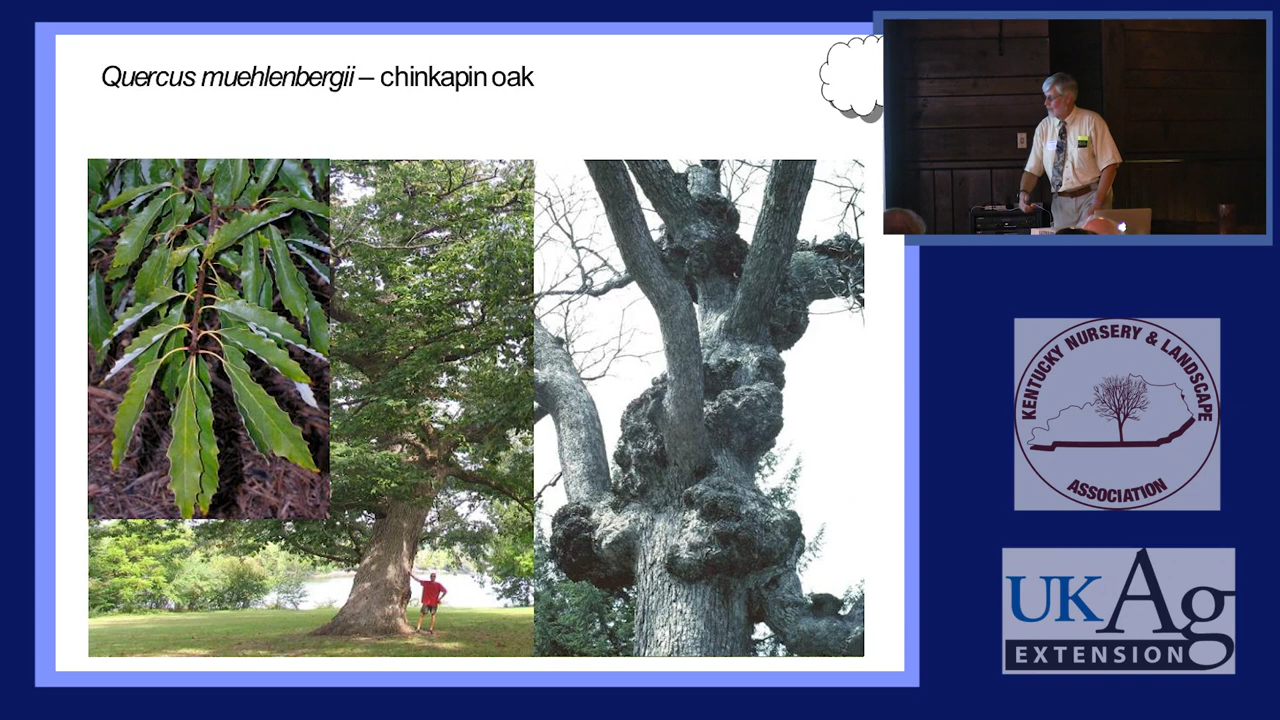 Quercus muehlenbergii – chinkapin oak
KENTUCKY NURSERY & LANDSCAPE
ASSOCIATION
UKAg
EXTENSION